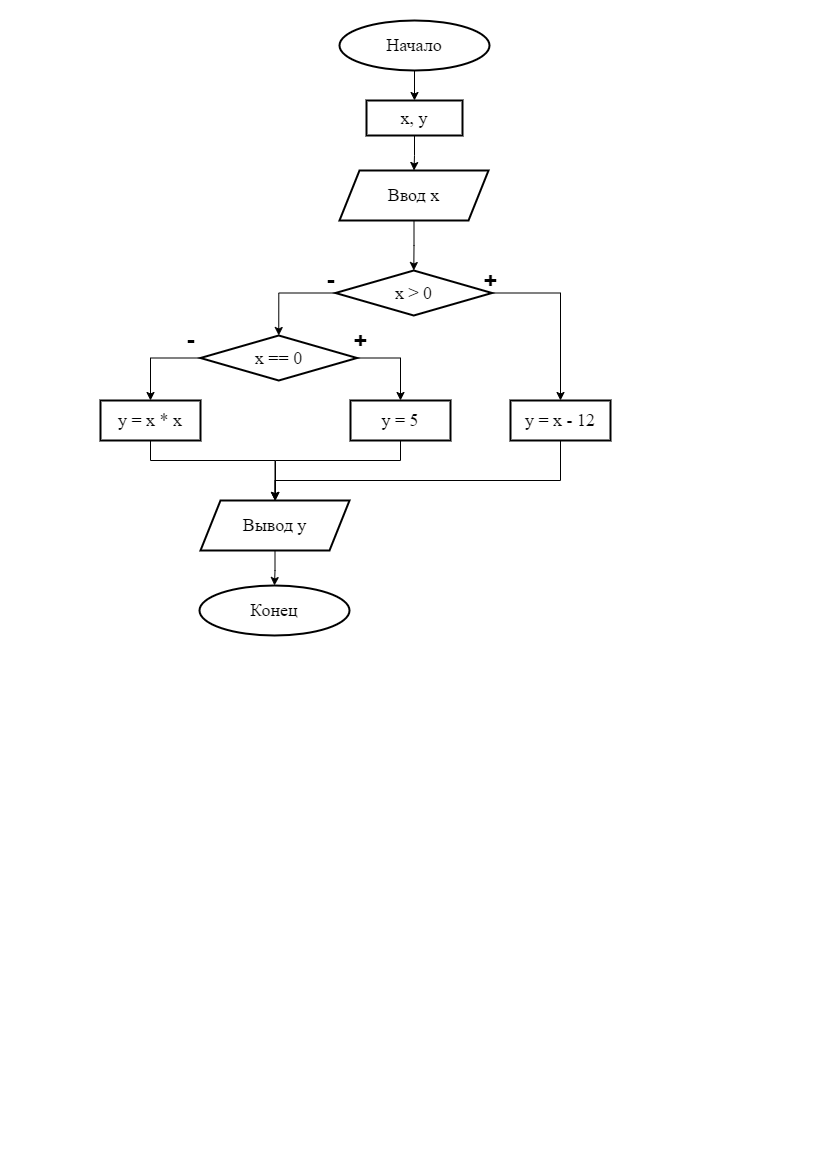 Начало
x, y
Ввод x
- +
x > 0
- +
x == 0
y = x * x
y = 5
y = x - 12
Вывод y
Конец